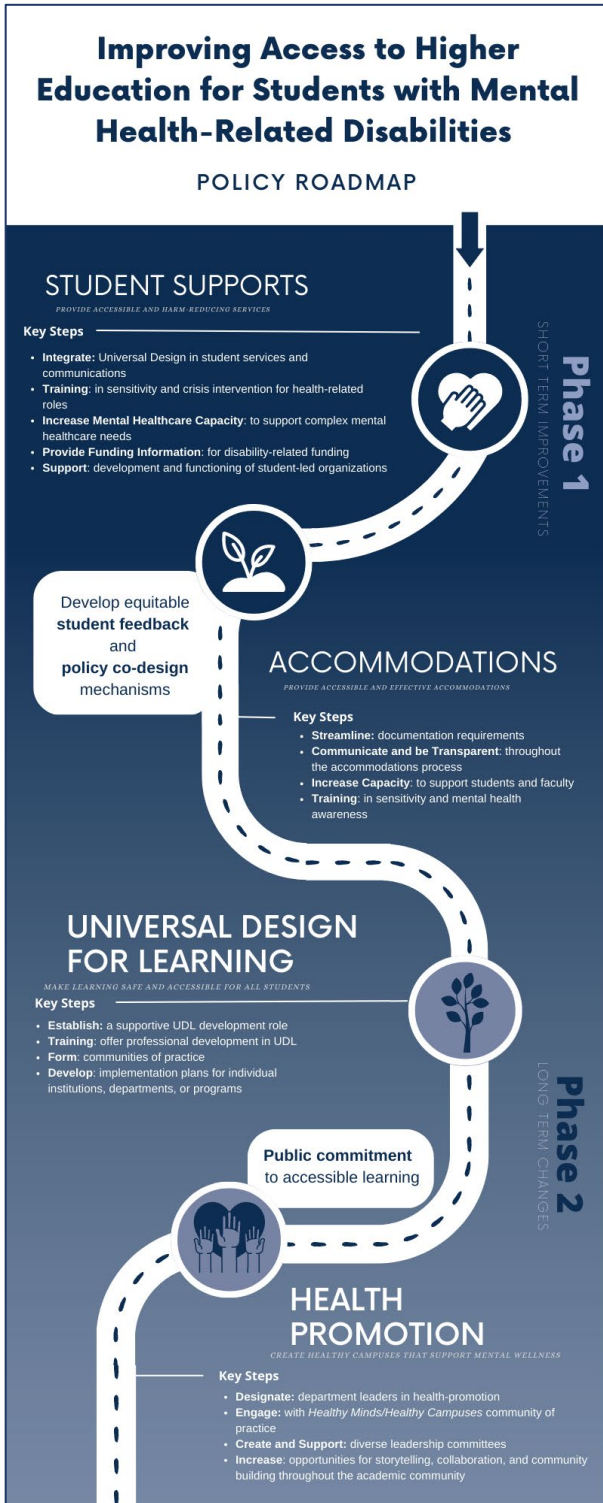 Improving Access to Higher
Education for Students with Mental
Health-Related Disabilities
POLICY ROADMAP
STUDENT SUPPORTS
PROVIDE ACCESSIBLE AND HARM-REDUCING SERVICES
Key Steps
• Integrate: Universal Design in student services and
communications
• Training: in sensitivity and crisis intervention for health-related
roles
• Increase Mental Healthcare Capacity: to support complex mental
healthcare needs
• Provide Funding Information: for disability-related funding
• Support: development and functioning of student-led organizations
Phase 1
SHORT TERM IMPROVEMENTS
Develop equitable
student feedback
and
policy co-design
mechanisms
ACCOMMODATIONS
PROVIDE ACCESSIBLE AND EFFECTIVE ACCOMMODATIONS
Key Steps
• Streamline: documentation requirements
• Communicate and be Transparent: throughout
the accommodations process
• Increase Capacity: to support students and faculty
• Training: in sensitivity and mental health
awareness
UNIVERSAL DESIGN
FOR LEARNING
MAKE LEARNING SAFE AND ACCESSIBLE FOR ALL STUDENTS
Key Steps
• Establish: a supportive UDL development role
• Training: offer professional development in UDL
• Form: communities of practice
• Develop: implementation plans for individual
institutions, departments, or programs
Phase 2
LONG TERM CHANGES
Public commitment
to accessible learning
HEALTH
PROMOTION
CREATE HEALTHY CAMPUSES THAT SUPPORT MENTAL WELLNESS
Key Steps
• Designate: department leaders in health-promotion
• Engage: with Healthy Minds/Healthy Campuses community of
practice
• Create and Support: diverse leadership committees
• Increase: opportunities for storytelling, collaboration, and community
building throughout the academic community